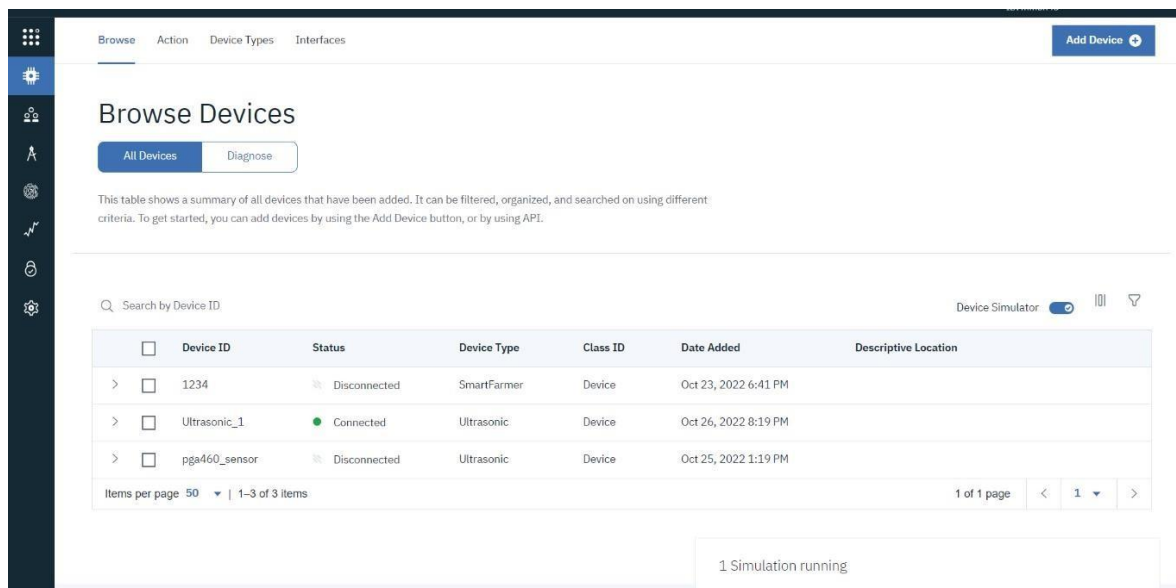 Browse Action Device Types Interfaces Add Device
Browse Devices
All Devices Diagnose
This table shows a summary of all devices that have been added. It can be filtered, organized, and searched on using different
criteria. To get started, you can add devices by using the Add Device button, or by using API.
Search by Device ID Device Simulator
Device ID Status Device Type Class ID Date Added Descriptive Location
1234 Disconnected SmartFarmer Device Oct 23, 2022 6:41 PM
Ultrasonic_1 Connected Ultrasonic Device Oct 26, 2022 8:19 PM
pga460_sensor Disconnected Ultrasonic Device Oct 25, 2022 1:19 PM
Items per page 50 | 1–3 of 3 items 1 of 1 page 1
1 Simulation running